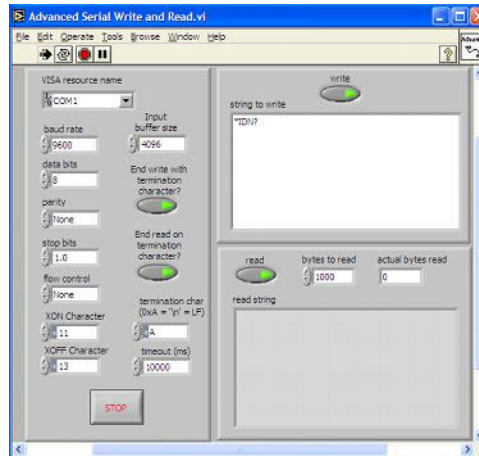 Advanced Serial Write and Read.vi
File Edit Operate Tools Browse Window Help
VISA resource name
COM1
baud rate
9600
data bits
8
parity
None
stop bits
1.0
flow control
None
XON Character
11
XOFF Character
13
Input
buffer size
4096
End write with
termination
character?
End read on
termination
character?
termination char
(0xA = '\n' = LF)
A
timeout (ms)
10000
STOP
write
string to write
*IDN?
read
bytes to read
1000
actual bytes read
0
read string